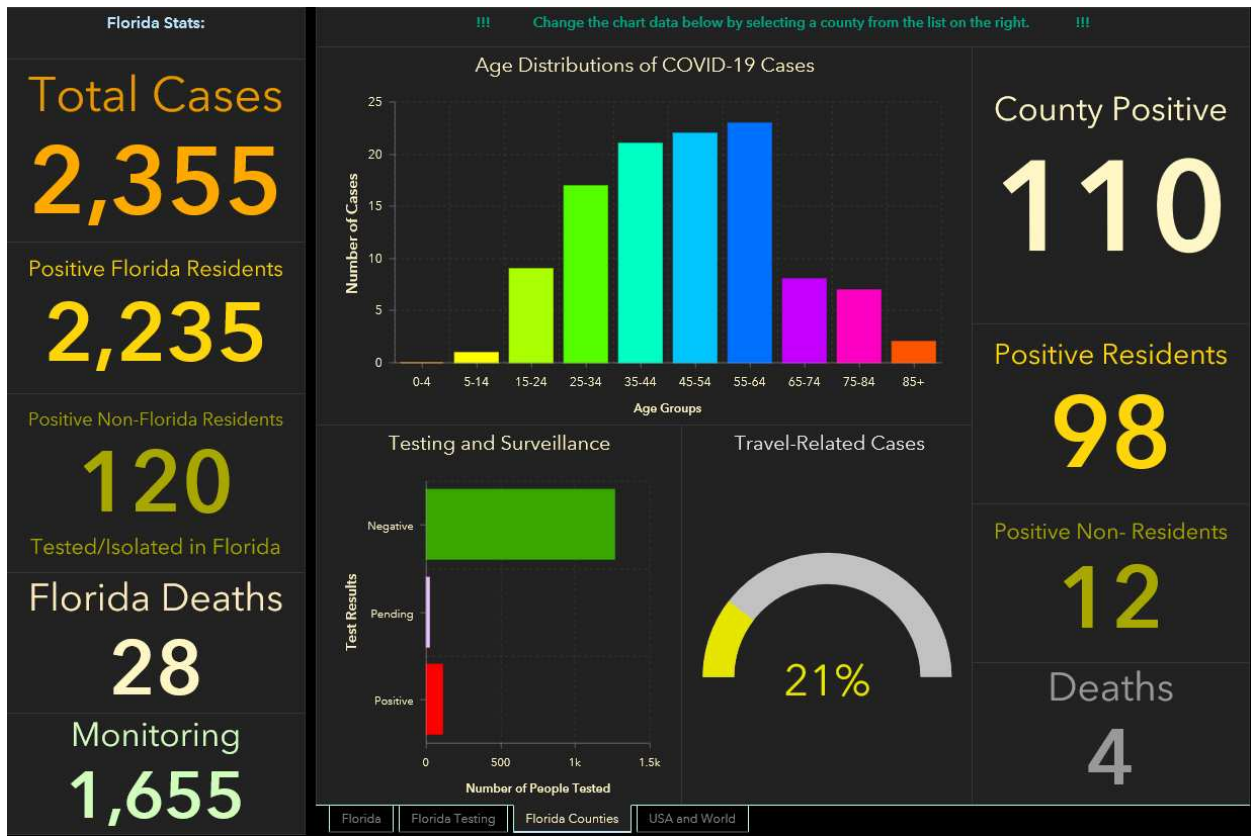 Florida Stats:
Total Cases
2,355
Positive Florida Residents
2,235
Positive Non-Florida Residents
120
Tested/Isolated in Florida
Florida Deaths
28
Monitoring
1,655
!!! Change the chart data below by selecting a county from the list on the right. !!!
Age Distributions of COVID-19 Cases
Number of Cases
25
20
15
10
5
0
0-4 5-14 15-24 25-34 35-44 45-54 55-64 65-74 75-84 85+
Age Groups
Testing and Surveillance
Test Results
Negative
Pending
Positive
0 500 1k 1.5k
Number of People Tested
Travel-Related Cases
21%
County Positive
110
Positive Residents
98
Positive Non- Residents
12
Deaths
4
Florida Florida Testing Florida Counties USA and World